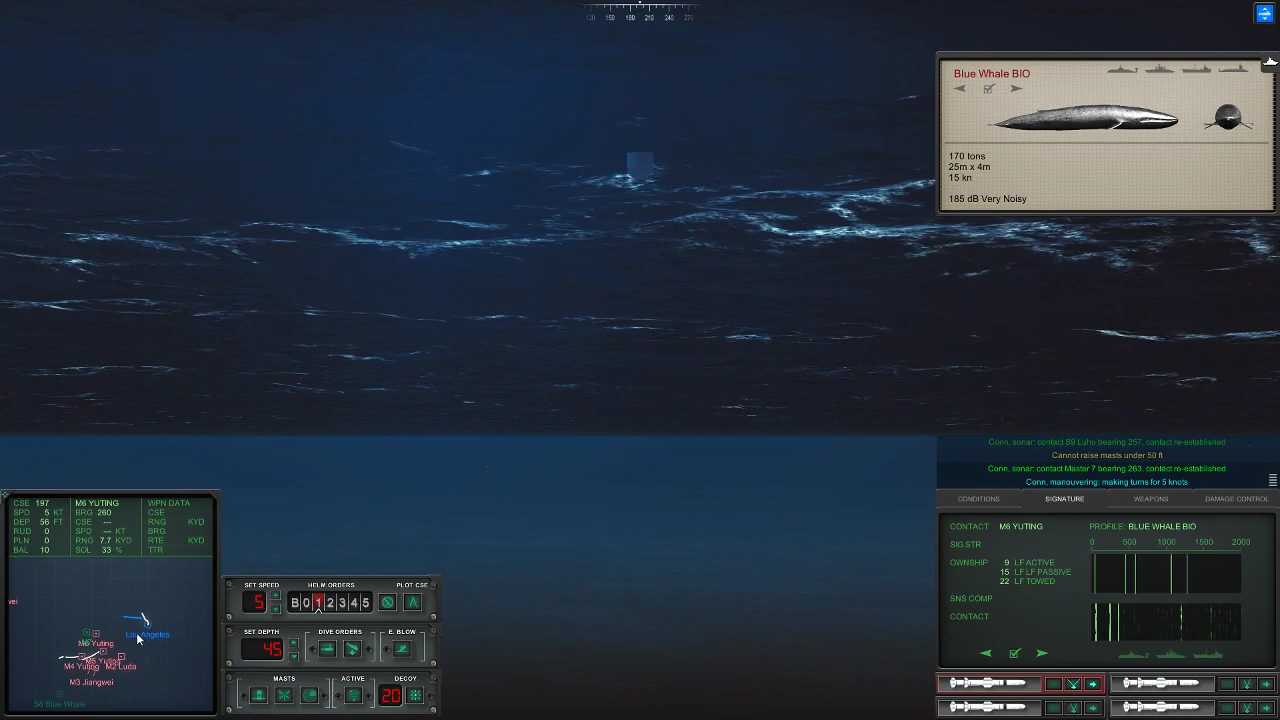 120 150 180 210 240 270
Blue Whale BIO
170 tons
25m x 4m
15 kn
185 dB Very Noisy
Conn, sonar: contact S9 Luhu bearing 257, contact re-established
Cannot raise masts under 50 ft
Conn, sonar: contact Master 7 bearing 263, contact re-established
Conn, manouvering: making turns for 5 knots
CONDITIONS SIGNATURE WEAPONS DAMAGE CONTROL
CONTACT M6 YUTING PROFILE: BLUE WHALE BIO
SIG STR 0 500 1000 1500 2000
OWNSHIP 9 LF ACTIVE
15 LF LF PASSIVE
22 LF TOWED
SNS COMP
CONTACT
CSE 197 M6 YUTING WPN DATA
SPD 5 KT BRG 260 CSE
DEP 56 FT CSE --- RNG KYD
RUD 0 SPD --- KT BRG
PLN 0 RNG 7.7 KYD RTE KYD
BAL 10 SOL 33 % TTR
wei
Los Angeles
M6 Yuting
M4 Yuting M2 Luda
M3 Jiangwei
S8 Blue Whale
SET SPEED HELM ORDERS PLOT CSE
5 B 0 1 2 3 4 5
SET DEPTH DIVE ORDERS E. BLOW
45
MASTS ACTIVE DECOY
20